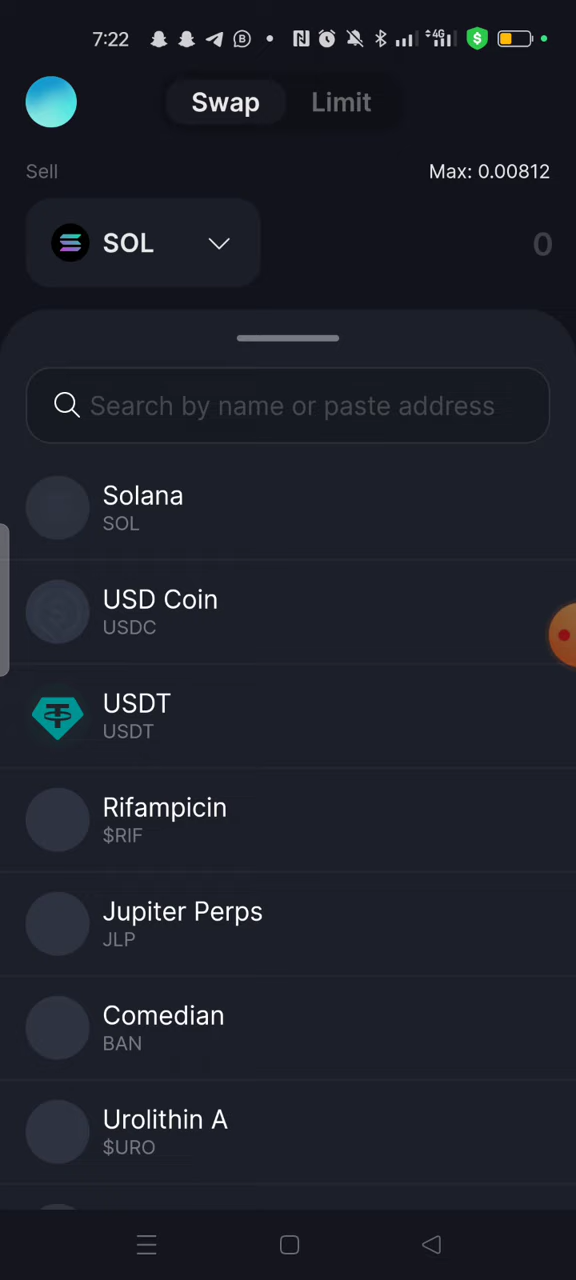 7:22
4G
Swap
Limit
Sell
Max: 0.00812
SOL
0
Search by name or paste address
Solana
SOL
USD Coin
USDC
USDT
USDT
Rifampicin
$RIF
Jupiter Perps
JLP
Comedian
BAN
Urolithin A
$URO